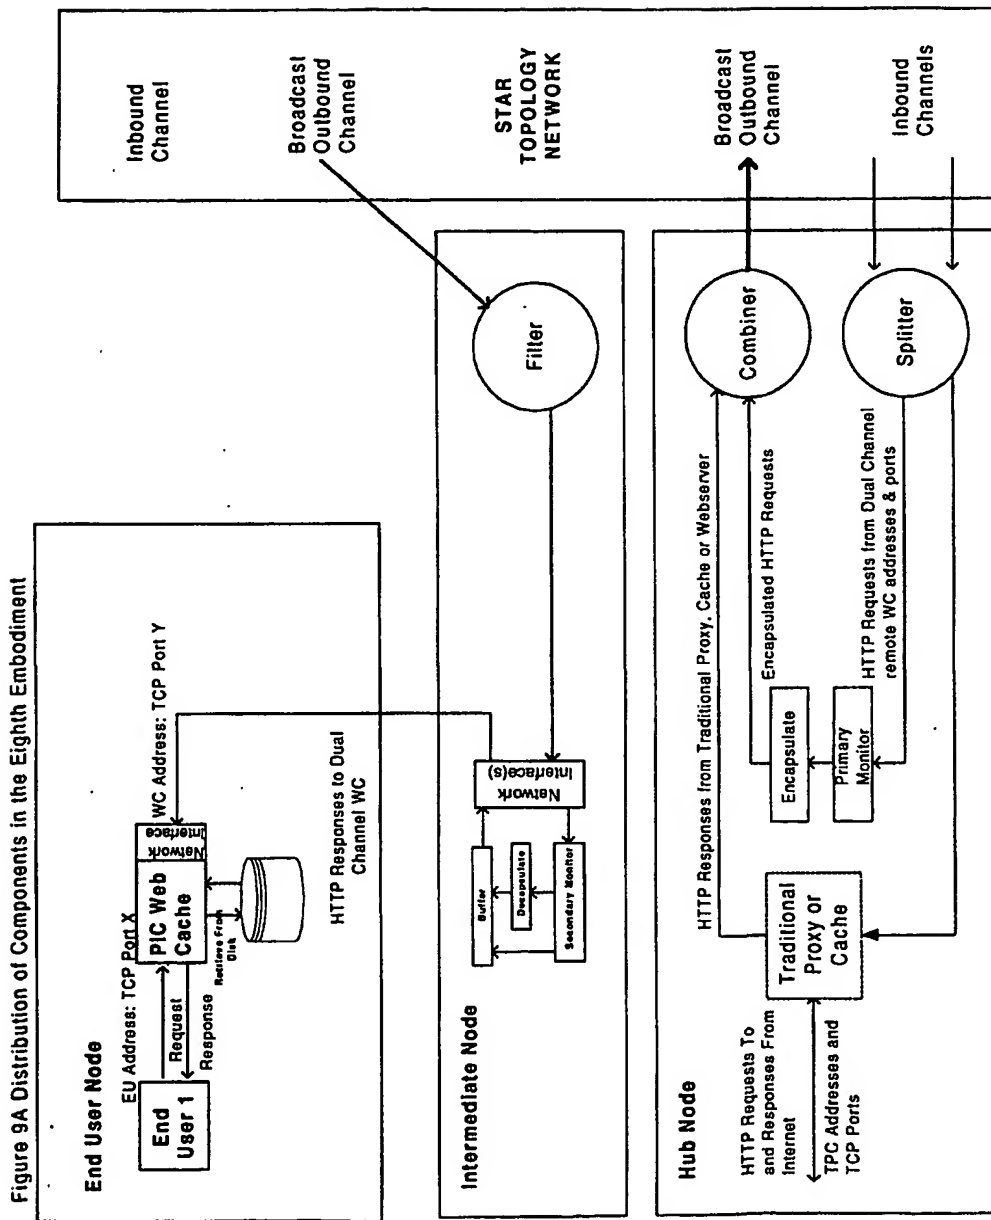 Figure 9A Distribution of Components in the Eighth Embodiment
End User Node
End
User 1
Request
Response
EU Address: TCP Port X
PIC Web
Cache
Network
Interface
WC Address: TCP Port Y
Retrieve From
Disk
HTTP Responses to Dual
Channel WC
Intermediate Node
Buffer
Decapsulate
Secondary Monitor
Network
Interface(s)
Filter
Hub Node
HTTP Requests To
and Responses From
Internet
TPC Addresses and
TCP Ports
Traditional
Proxy or
Cache
HTTP Responses from Traditional Proxy, Cache or Webserver
Encapsulated HTTP Requests
Encapsulate
Primary
Monitor
HTTP Requests from Dual Channel
remote WC addresses & ports
Combiner
Splitter
Inbound
Channel
Broadcast
Outbound
Channel
STAR
TOPOLOGY
NETWORK
Broadcast
Outbound
Channel
Inbound
Channels